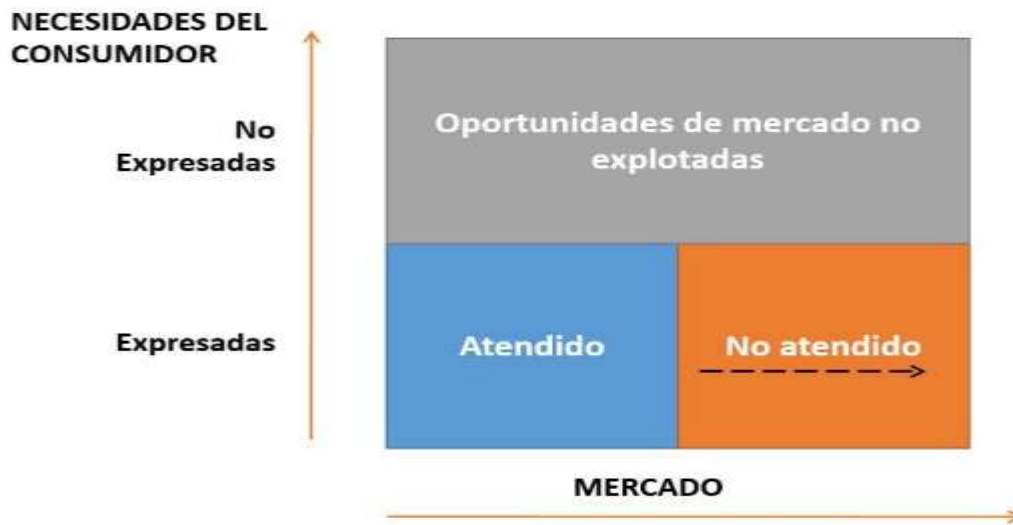 NECESIDADES DEL
CONSUMIDOR
No
Expresadas
Oportunidades de mercado no
explotadas
Expresadas
Atendido
No atendido
MERCADO